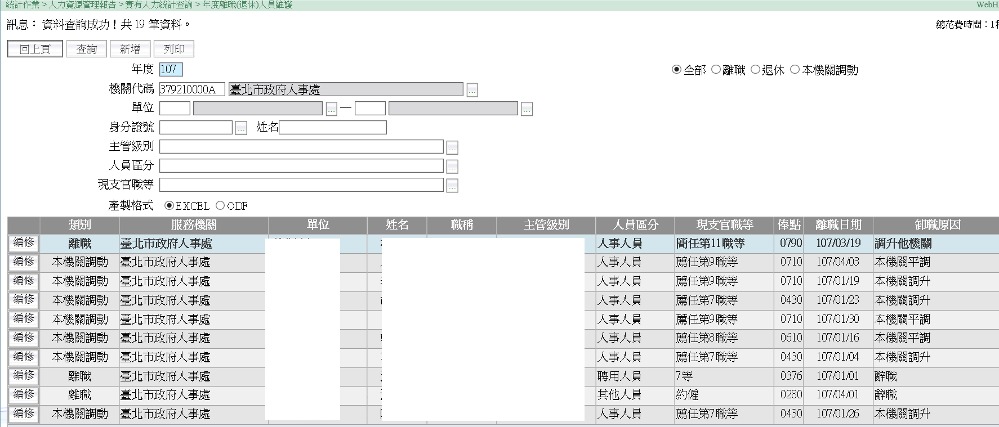 統計作業 > 人力資源管理報告 > 實有人力統計查詢 > 年度離職(退休)人員維護 WebH
訊息： 資料查詢成功！共 19 筆資料。 總花費時間：1
回上頁 查詢 新增 列印
年度 107 全部 離職 退休 本機關調動
機關代碼 379210000A 臺北市政府人事處 ...
單位 ... — ...
身分證號 ... 姓名
主管級別 ...
人員區分 ...
現支官職等 ...
產製格式 EXCEL ODF
類別 服務機關 單位 姓名 職稱 主管級別 人員區分 現支官職等 俸點 離職日期 卸職原因
編修 離職 臺北市政府人事處 人事人員 簡任第11職等 0790 107/03/19 調升他機關
編修 本機關調動 臺北市政府人事處 人事人員 薦任第9職等 0710 107/04/03 本機關平調
編修 本機關調動 臺北市政府人事處 人事人員 薦任第9職等 0710 107/01/19 本機關調升
編修 本機關調動 臺北市政府人事處 人事人員 薦任第7職等 0430 107/01/23 本機關調升
編修 本機關調動 臺北市政府人事處 人事人員 薦任第9職等 0710 107/01/30 本機關平調
編修 本機關調動 臺北市政府人事處 人事人員 薦任第8職等 0610 107/01/16 本機關平調
編修 本機關調動 臺北市政府人事處 人事人員 薦任第7職等 0430 107/01/04 本機關調升
編修 離職 臺北市政府人事處 聘用人員 7等 0376 107/01/01 辭職
編修 離職 臺北市政府人事處 其他人員 約僱 0280 107/04/01 辭職
編修 本機關調動 臺北市政府人事處 人事人員 薦任第7職等 0430 107/01/26 本機關調升